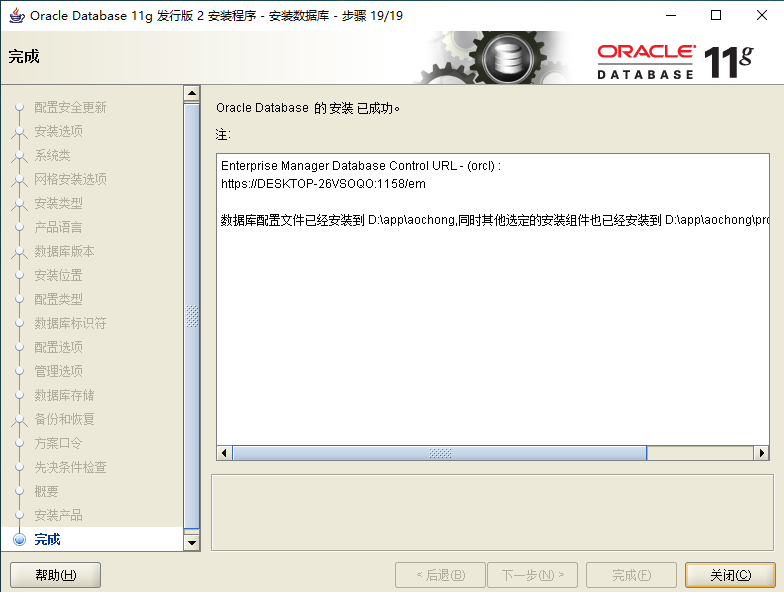 Oracle Database 11g 发行版 2 安装程序 - 安装数据库 - 步骤 19/19
完成
ORACLE
DATABASE
11g
配置安全更新
安装选项
系统类
网格安装选项
安装类型
产品语言
数据库版本
安装位置
配置类型
数据库标识符
配置选项
管理选项
数据库存储
备份和恢复
方案口令
先决条件检查
概要
安装产品
完成
Oracle Database 的 安装 已成功。
注:
Enterprise Manager Database Control URL - (orcl) :
https://DESKTOP-26VSOQO:1158/em
数据库配置文件已经安装到 D:\app\aochong,同时其他选定的安装组件也已经安装到 D:\app\aochong\pro
帮助(H)
< 后退(B)
下一步(N) >
完成(F)
关闭(C)